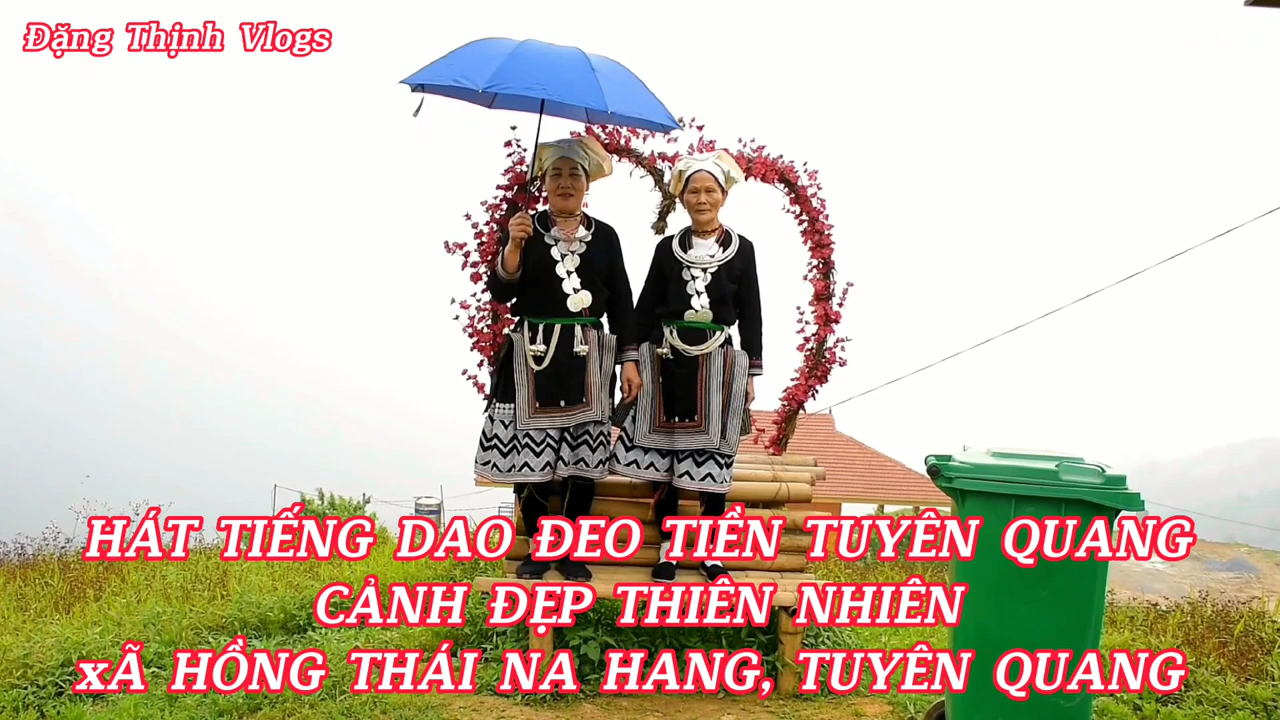 Đặng Thịnh Vlogs
HÁT TIẾNG DAO ĐEO TIỀN TUYÊN QUANG
CẢNH ĐẸP THIÊN NHIÊN
xÃ HỒNG THÁI NA HANG, TUYÊN QUANG